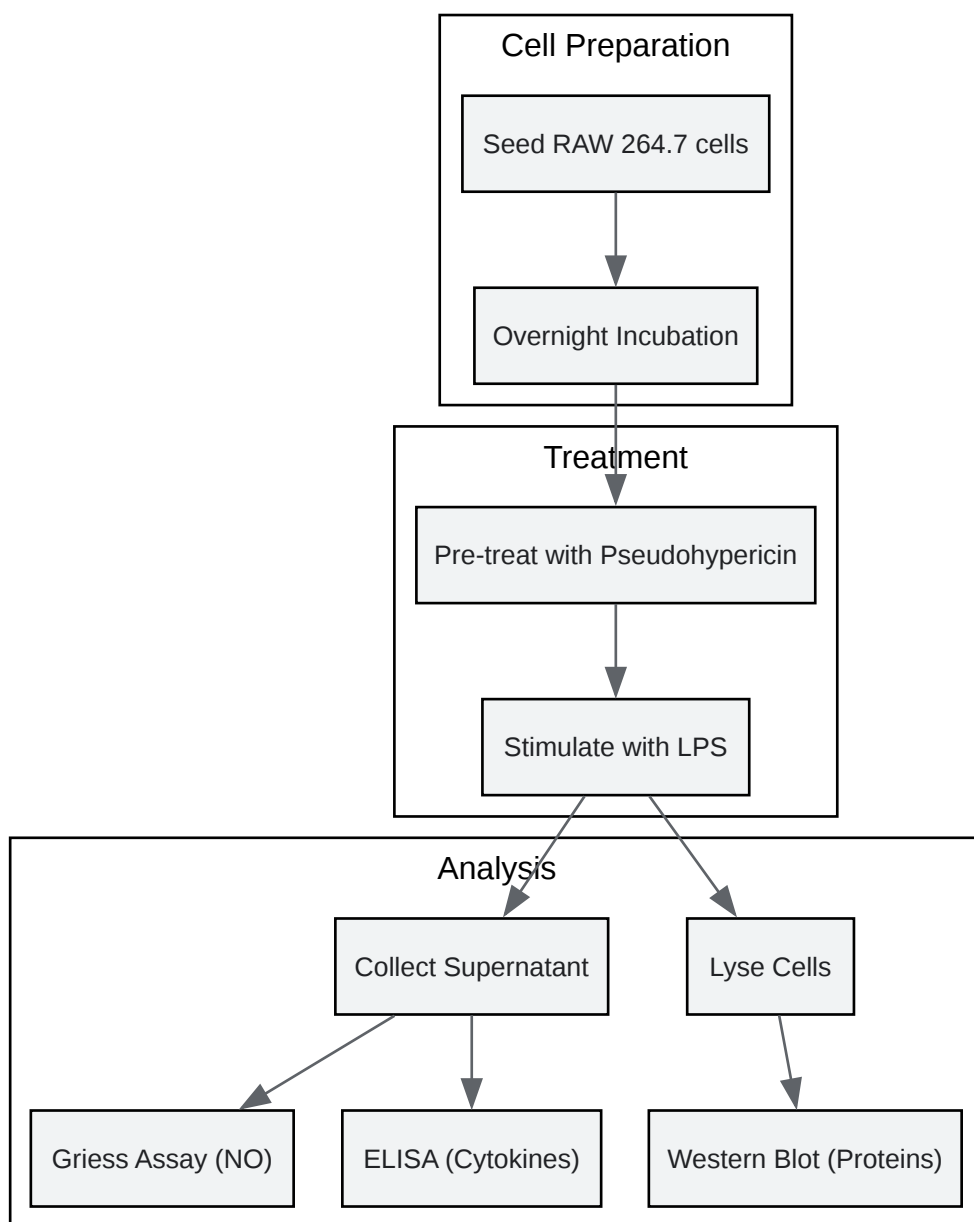 Cell Preparation
Seed RAW 264.7 cells
Overnight Incubation
Treatment
Pre-treat with Pseudohypericin
Stimulate with LPS
Analysis
Collect Supernatant
Lyse Cells
Griess Assay (NO)
ELISA (Cytokines)
Western Blot (Proteins)